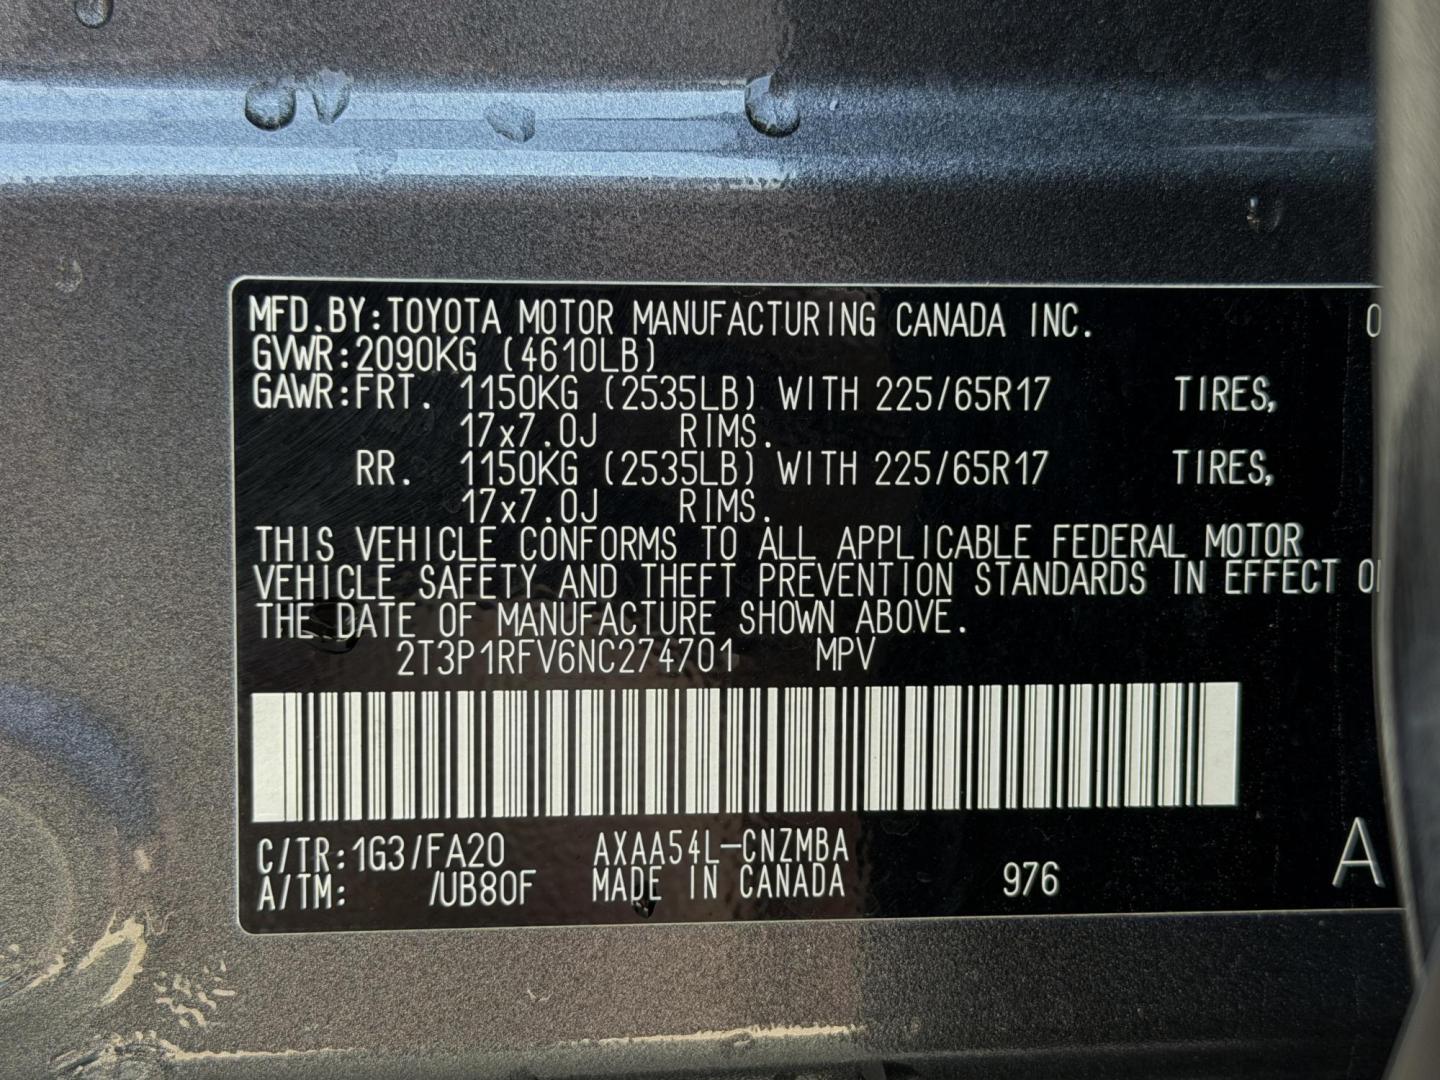 MFD.BY:TOYOTA MOTOR MANUFACTURING CANADA INC. 0
GVWR:2090KG (4610LB)
GAWR:FRT. 1150KG (2535LB) WITH 225/65R17 TIRES,
17x7.0J RIMS.
RR. 1150KG (2535LB) WITH 225/65R17 TIRES,
17x7.0J RIMS.
THIS VEHICLE CONFORMS TO ALL APPLICABLE FEDERAL MOTOR
VEHICLE SAFETY AND THEFT PREVENTION STANDARDS IN EFFECT
THE DATE OF MANUFACTURE SHOWN ABOVE.
2T3P1RFV6NC274701 MPV
C/TR:1G3/FA20 AXAA54L-CNZMBA
A/TM: /UB80F MADE IN CANADA 976 A